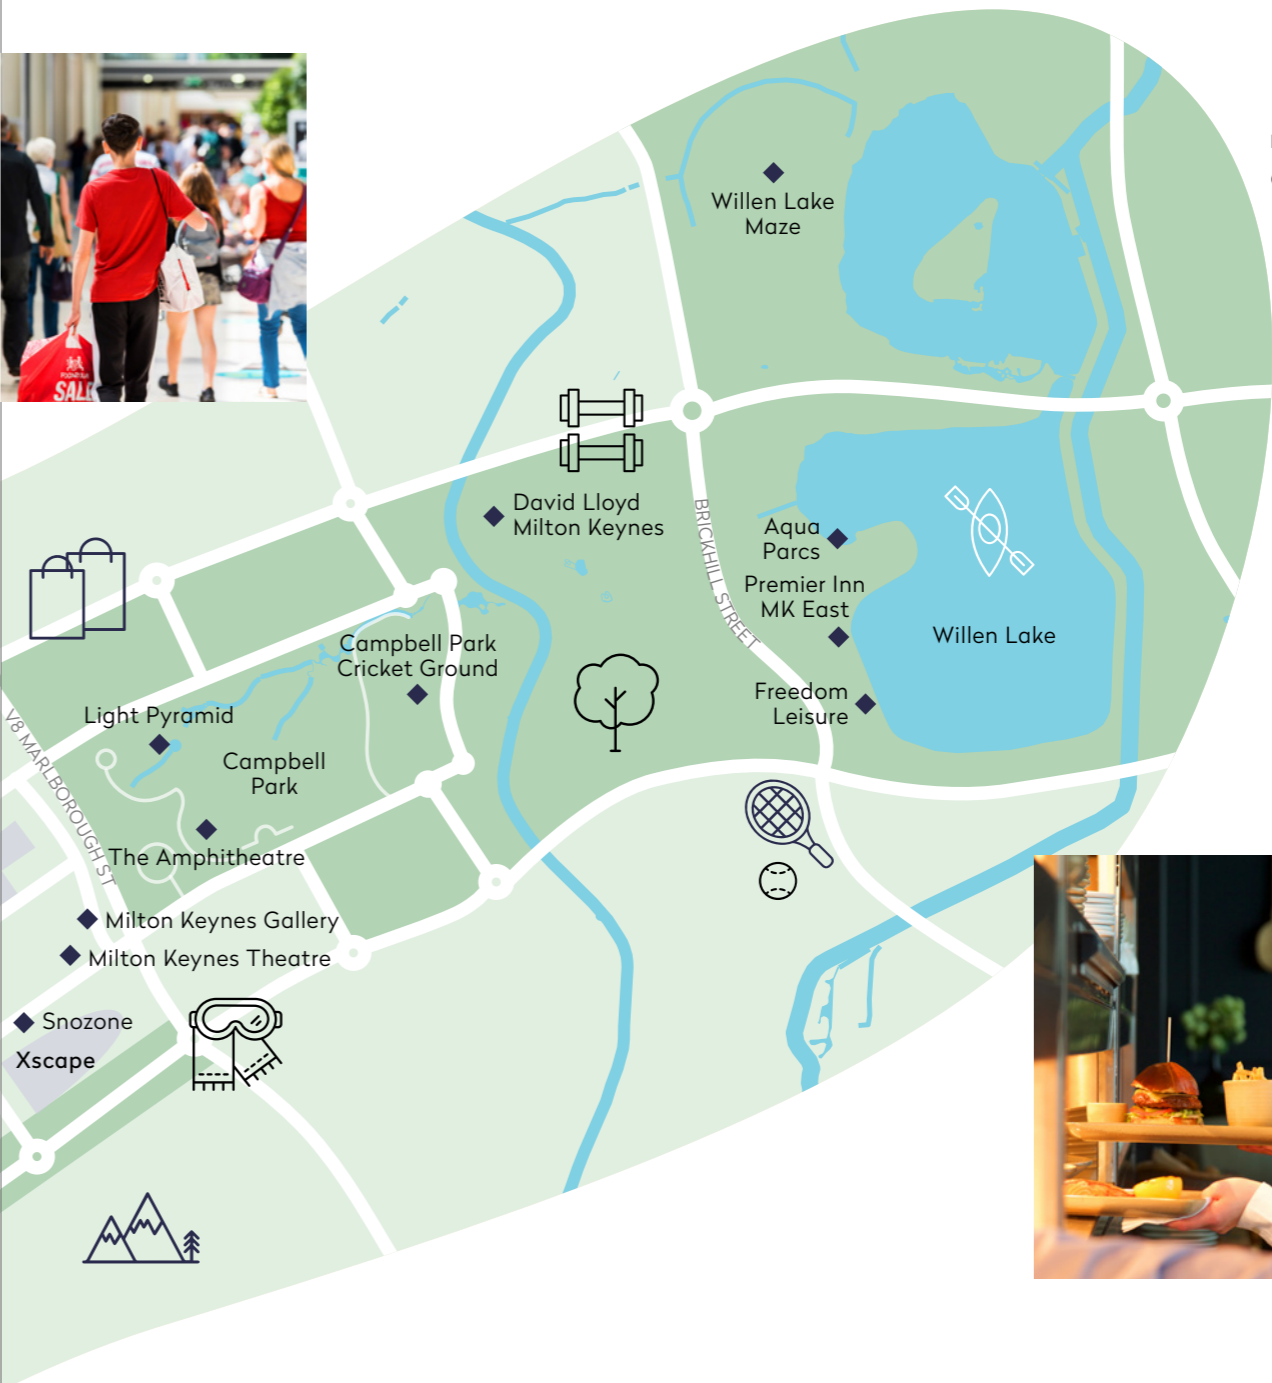 SALE
Willen Lake
Maze
David Lloyd
Milton Keynes
BRICKHILL STREET
Aqua
Parcs
Premier Inn
MK East
Willen Lake
Campbell Park
Cricket Ground
Freedom
Leisure
Light Pyramid
V8 MARLBOROUGH ST
Campbell
Park
The Amphitheatre
Milton Keynes Gallery
Milton Keynes Theatre
Snozone
Xscape